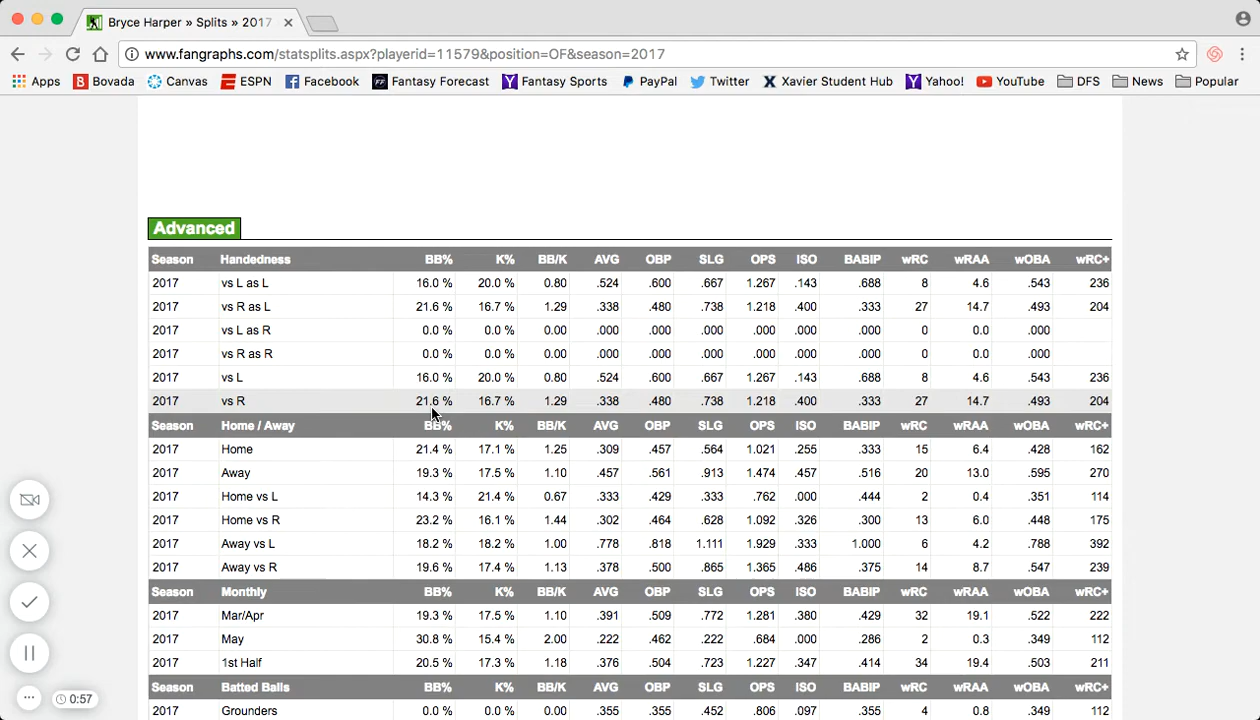 Bryce Harper » Splits » 2017
www.fangraphs.com/statsplits.aspx?playerid=11579&position=OF&season=2017
Apps Bovada Canvas ESPN Facebook Fantasy Forecast Fantasy Sports PayPal Twitter Xavier Student Hub Yahoo! YouTube DFS News Popular
Advanced
Season Handedness BB% K% BB/K AVG OBP SLG OPS ISO BABIP wRC wRAA wOBA wRC+
2017 vs L as L 16.0 % 20.0 % 0.80 .524 .600 .667 1.267 .143 .688 8 4.6 .543 236
2017 vs R as L 21.6 % 16.7 % 1.29 .338 .480 .738 1.218 .400 .333 27 14.7 .493 204
2017 vs L as R 0.0 % 0.0 % 0.00 .000 .000 .000 .000 .000 .000 0 0.0 .000
2017 vs R as R 0.0 % 0.0 % 0.00 .000 .000 .000 .000 .000 .000 0 0.0 .000
2017 vs L 16.0 % 20.0 % 0.80 .524 .600 .667 1.267 .143 .688 8 4.6 .543 236
2017 vs R 21.6 % 16.7 % 1.29 .338 .480 .738 1.218 .400 .333 27 14.7 .493 204
Season Home / Away BB% K% BB/K AVG OBP SLG OPS ISO BABIP wRC wRAA wOBA wRC+
2017 Home 21.4 % 17.1 % 1.25 .309 .457 .564 1.021 .255 .333 15 6.4 .428 162
2017 Away 19.3 % 17.5 % 1.10 .457 .561 .913 1.474 .457 .516 20 13.0 .595 270
2017 Home vs L 14.3 % 21.4 % 0.67 .333 .429 .333 .762 .000 .444 2 0.4 .351 114
2017 Home vs R 23.2 % 16.1 % 1.44 .302 .464 .628 1.092 .326 .300 13 6.0 .448 175
2017 Away vs L 18.2 % 18.2 % 1.00 .778 .818 1.111 1.929 .333 1.000 6 4.2 .788 392
2017 Away vs R 19.6 % 17.4 % 1.13 .378 .500 .865 1.365 .486 .375 14 8.7 .547 239
Season Monthly BB% K% BB/K AVG OBP SLG OPS ISO BABIP wRC wRAA wOBA wRC+
2017 Mar/Apr 19.3 % 17.5 % 1.10 .391 .509 .772 1.281 .380 .429 32 19.1 .522 222
2017 May 30.8 % 15.4 % 2.00 .222 .462 .222 .684 .000 .286 2 0.3 .349 112
2017 1st Half 20.5 % 17.3 % 1.18 .376 .504 .723 1.227 .347 .414 34 19.4 .503 211
Season Batted Balls BB% K% BB/K AVG OBP SLG OPS ISO BABIP wRC wRAA wOBA wRC+
2017 Grounders 0.0 % 0.0 % 0.00 .355 .355 .452 .806 .097 .355 4 0.8 .349 112
0:57